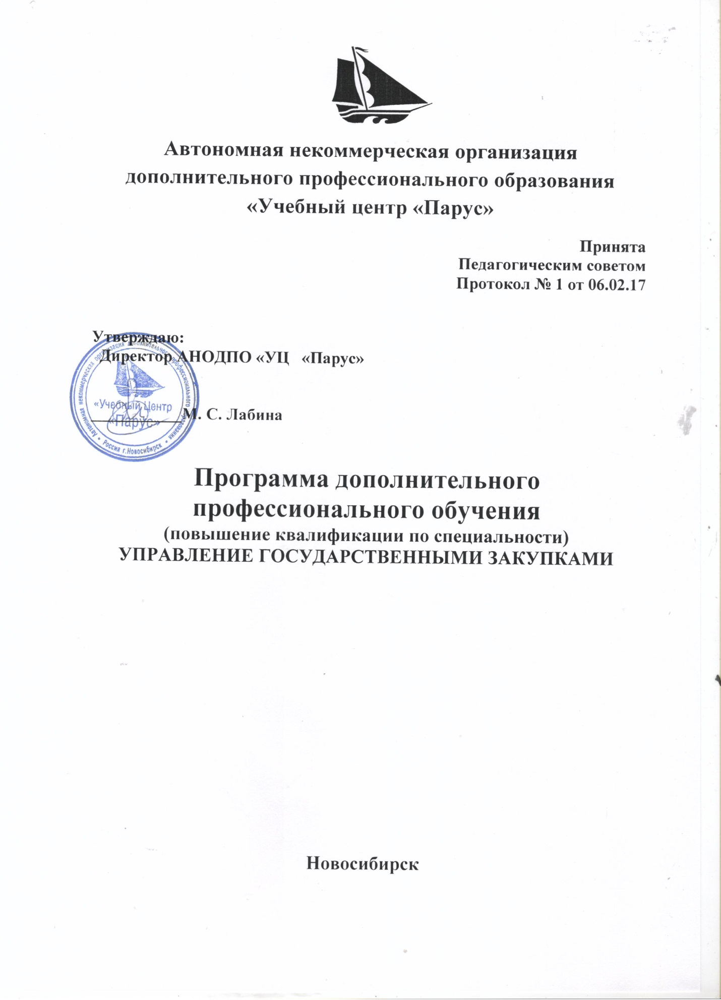 Автономная некоммерческая организация
дополнительного профессионального образования
«Учебный центр «Парус»
Принята
Педагогическим советом
Протокол № 1 от 06.02.17
Утверждаю:
Директор АНОДПО «УЦ «Парус»
М. С. Лабина
Автономная некоммерческая организация дополнительного профессионального образования
«Учебный Центр
«Парус»
Россия г.Новосибирск
Программа дополнительного
профессионального обучения
(повышение квалификации по специальности)
УПРАВЛЕНИЕ ГОСУДАРСТВЕННЫМИ ЗАКУПКАМИ
Новосибирск